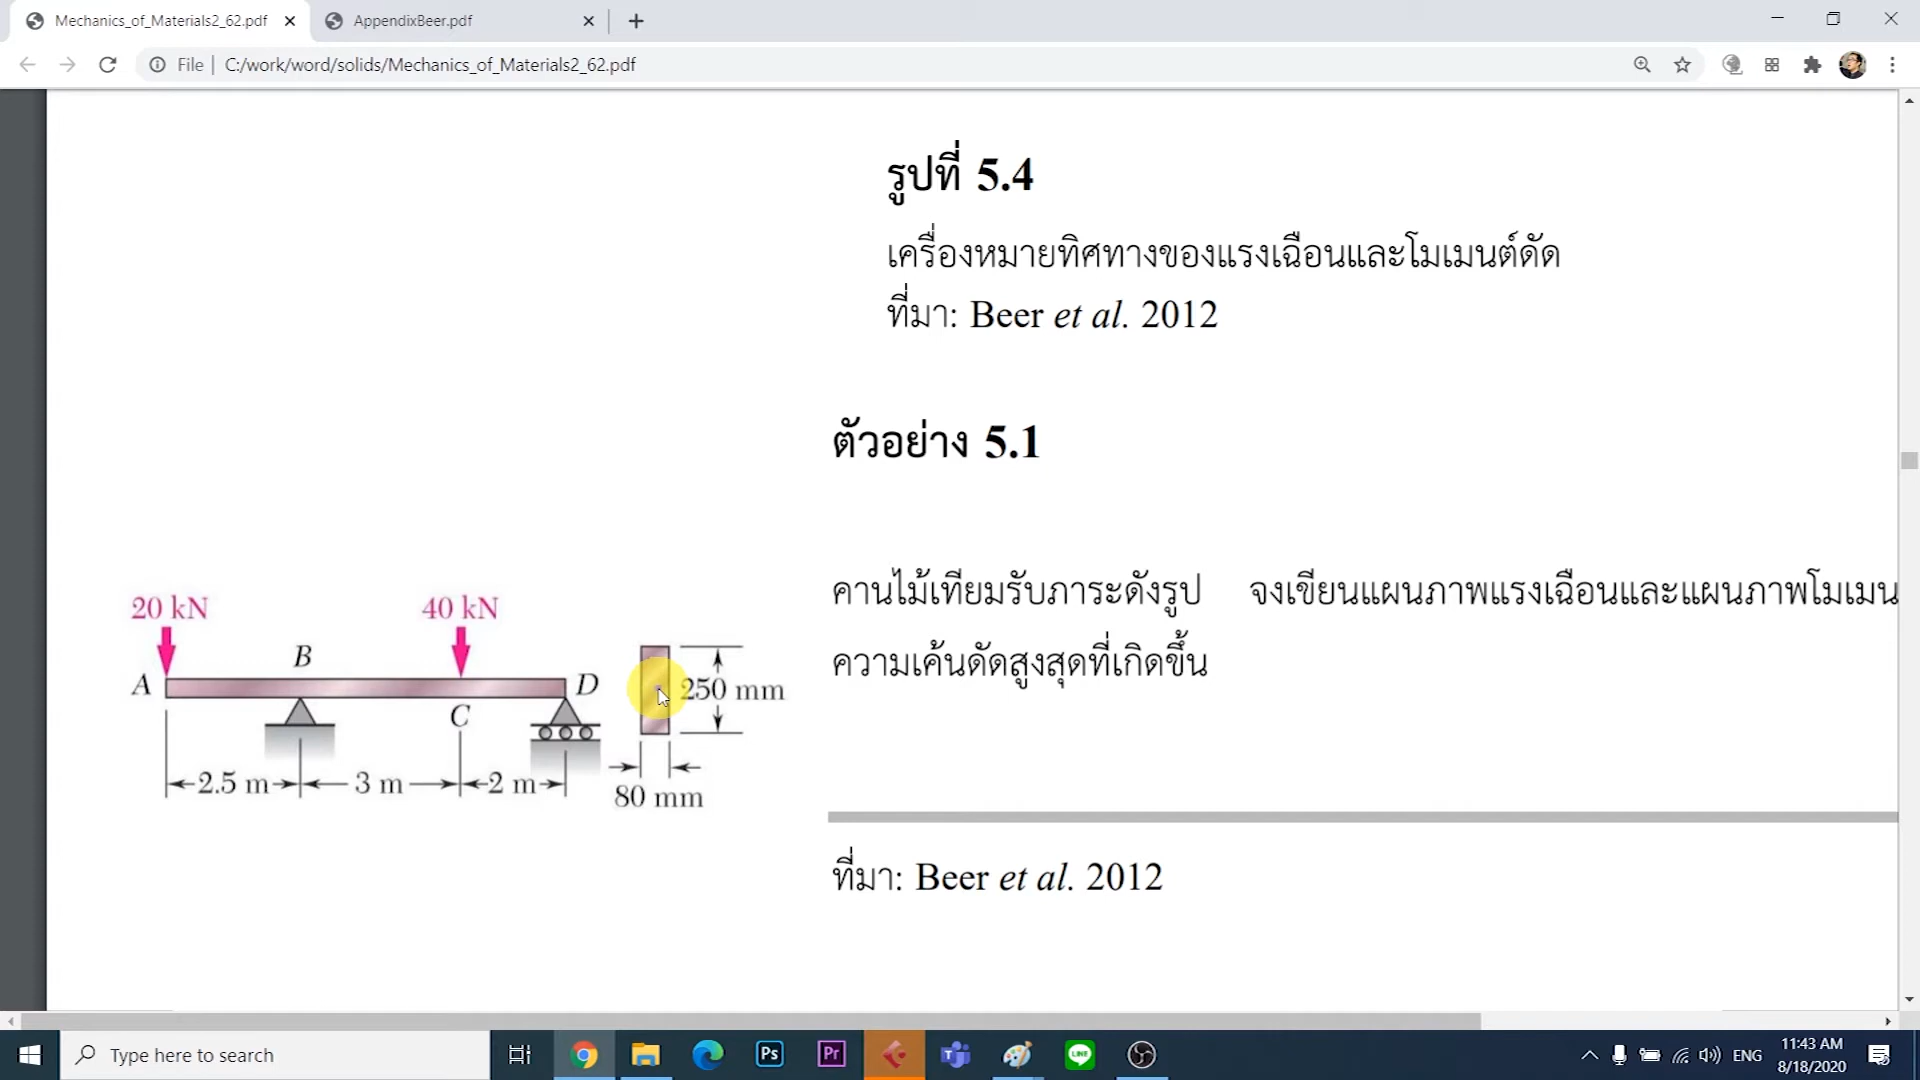 Mechanics_of_Materials2_62.pdf
AppendixBeer.pdf
File
C:/work/word/solids/Mechanics_of_Materials2_62.pdf
รูปที่ 5.4
เครื่องหมายทิศทางของแรงเฉือนและโมเมนต์ดัด
ที่มา: Beer et al. 2012
ตัวอย่าง 5.1
คานไม้เทียมรับภาระดังรูป จงเขียนแผนภาพแรงเฉือนและแผนภาพโมเมน
ความเค้นดัดสูงสุดที่เกิดขึ้น
20 kN
40 kN
B
A
D
250 mm
C
2.5 m
3 m
2 m
80 mm
ที่มา: Beer et al. 2012
Type here to search
Ps
Pr
T
LINE
ENG
11:43 AM
8/18/2020